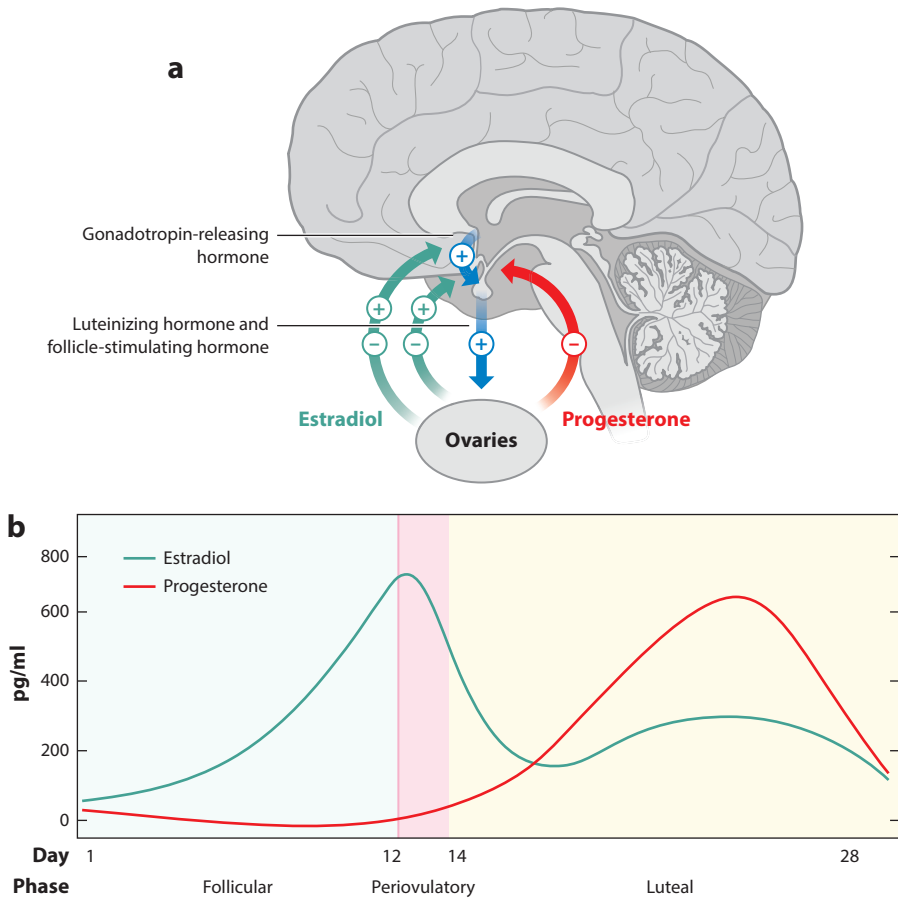 a
Gonadotropin-releasing
hormone
+
+
+
Luteinizing hormone and
follicle-stimulating hormone
−
−
+
−
Estradiol
Progesterone
Ovaries
b
800
Estradiol
Progesterone
600
pg/ml
400
200
0
Day 1 12 14 28
Phase Follicular Periovulatory Luteal